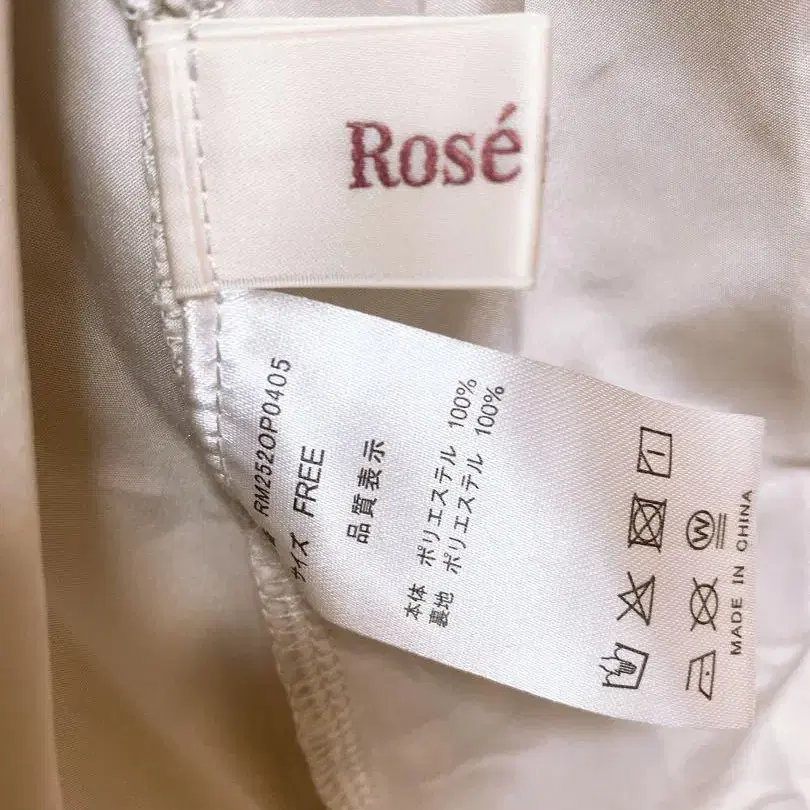 Rosé
RM252OP0405
サイズ FREE
品質表示
本体 ポリエステル 100%
裏地 ポリエステル 100%
W
MADE IN CHINA